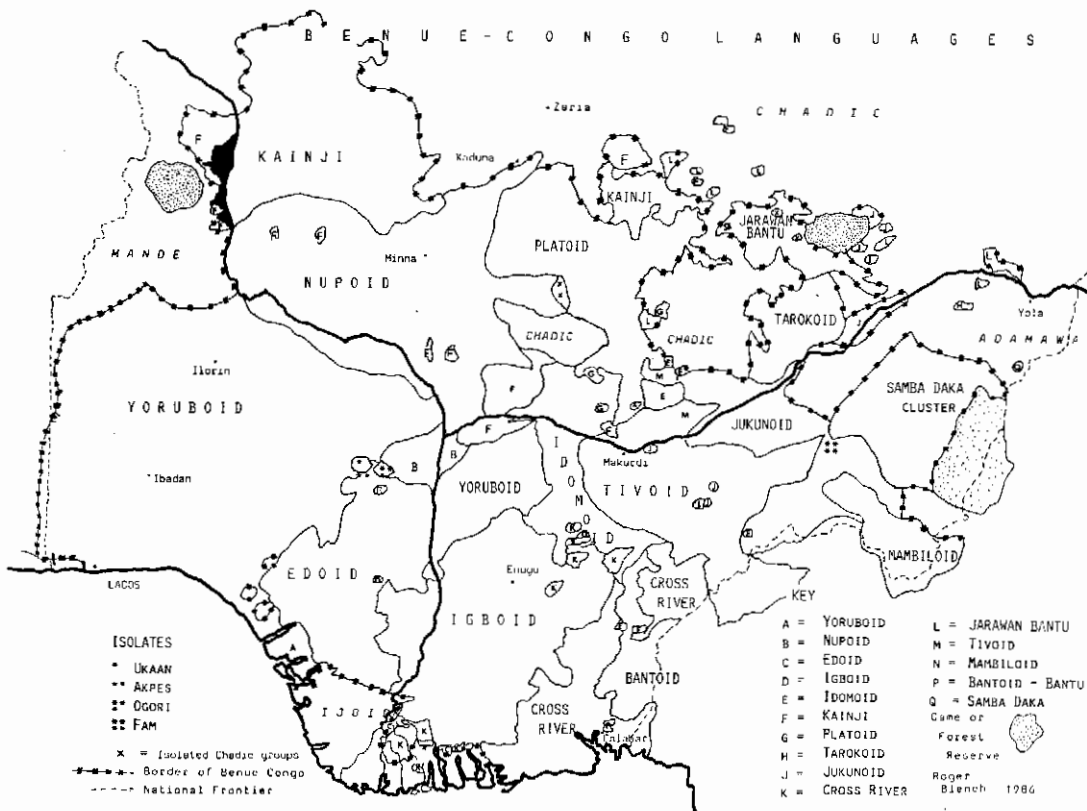 BENUE-CONGO LANGUAGES
CHADIC
Zaria
F
KAINJI
Kaduna
F
L
KAINJI
JARAWAN
BANTU
MANDE
PLATOID
Minna
NUPOID
L
Yola
ADAMAWA
CHADIC
L
CHADIC
TAROKOID
Ilorin
YORUBOID
SAMBA DAKA
CLUSTER
F
M
E
M
JUKUNOID
F
IDOMOID
Makurdi
TIVOID
Ibadan
B
B
YORUBOID
MAMBILOID
EDOID
Enugu
K
K
K
CROSS
RIVER
LAGOS
IGBOID
A
BANTOID
IJOID
CROSS
RIVER
Calabar
K
ISOLATES
* UKAAN
** AKPES
OGORI
FAM
X = Isolated Chadic groups
Border of Benue Congo
National Frontier
KEY
A = YORUBOID
B = NUPOID
C = EDOID
D = IGBOID
E = IDOMOID
F = KAINJI
G = PLATOID
H = TAROKOID
J = JUKUNOID
K = CROSS RIVER
L = JARAWAN BANTU
M = TIVOID
N = MAMBILOID
P = BANTOID - BANTU
Q = SAMBA DAKA
Game or
Forest
Reserve
Roger
Blench 1986